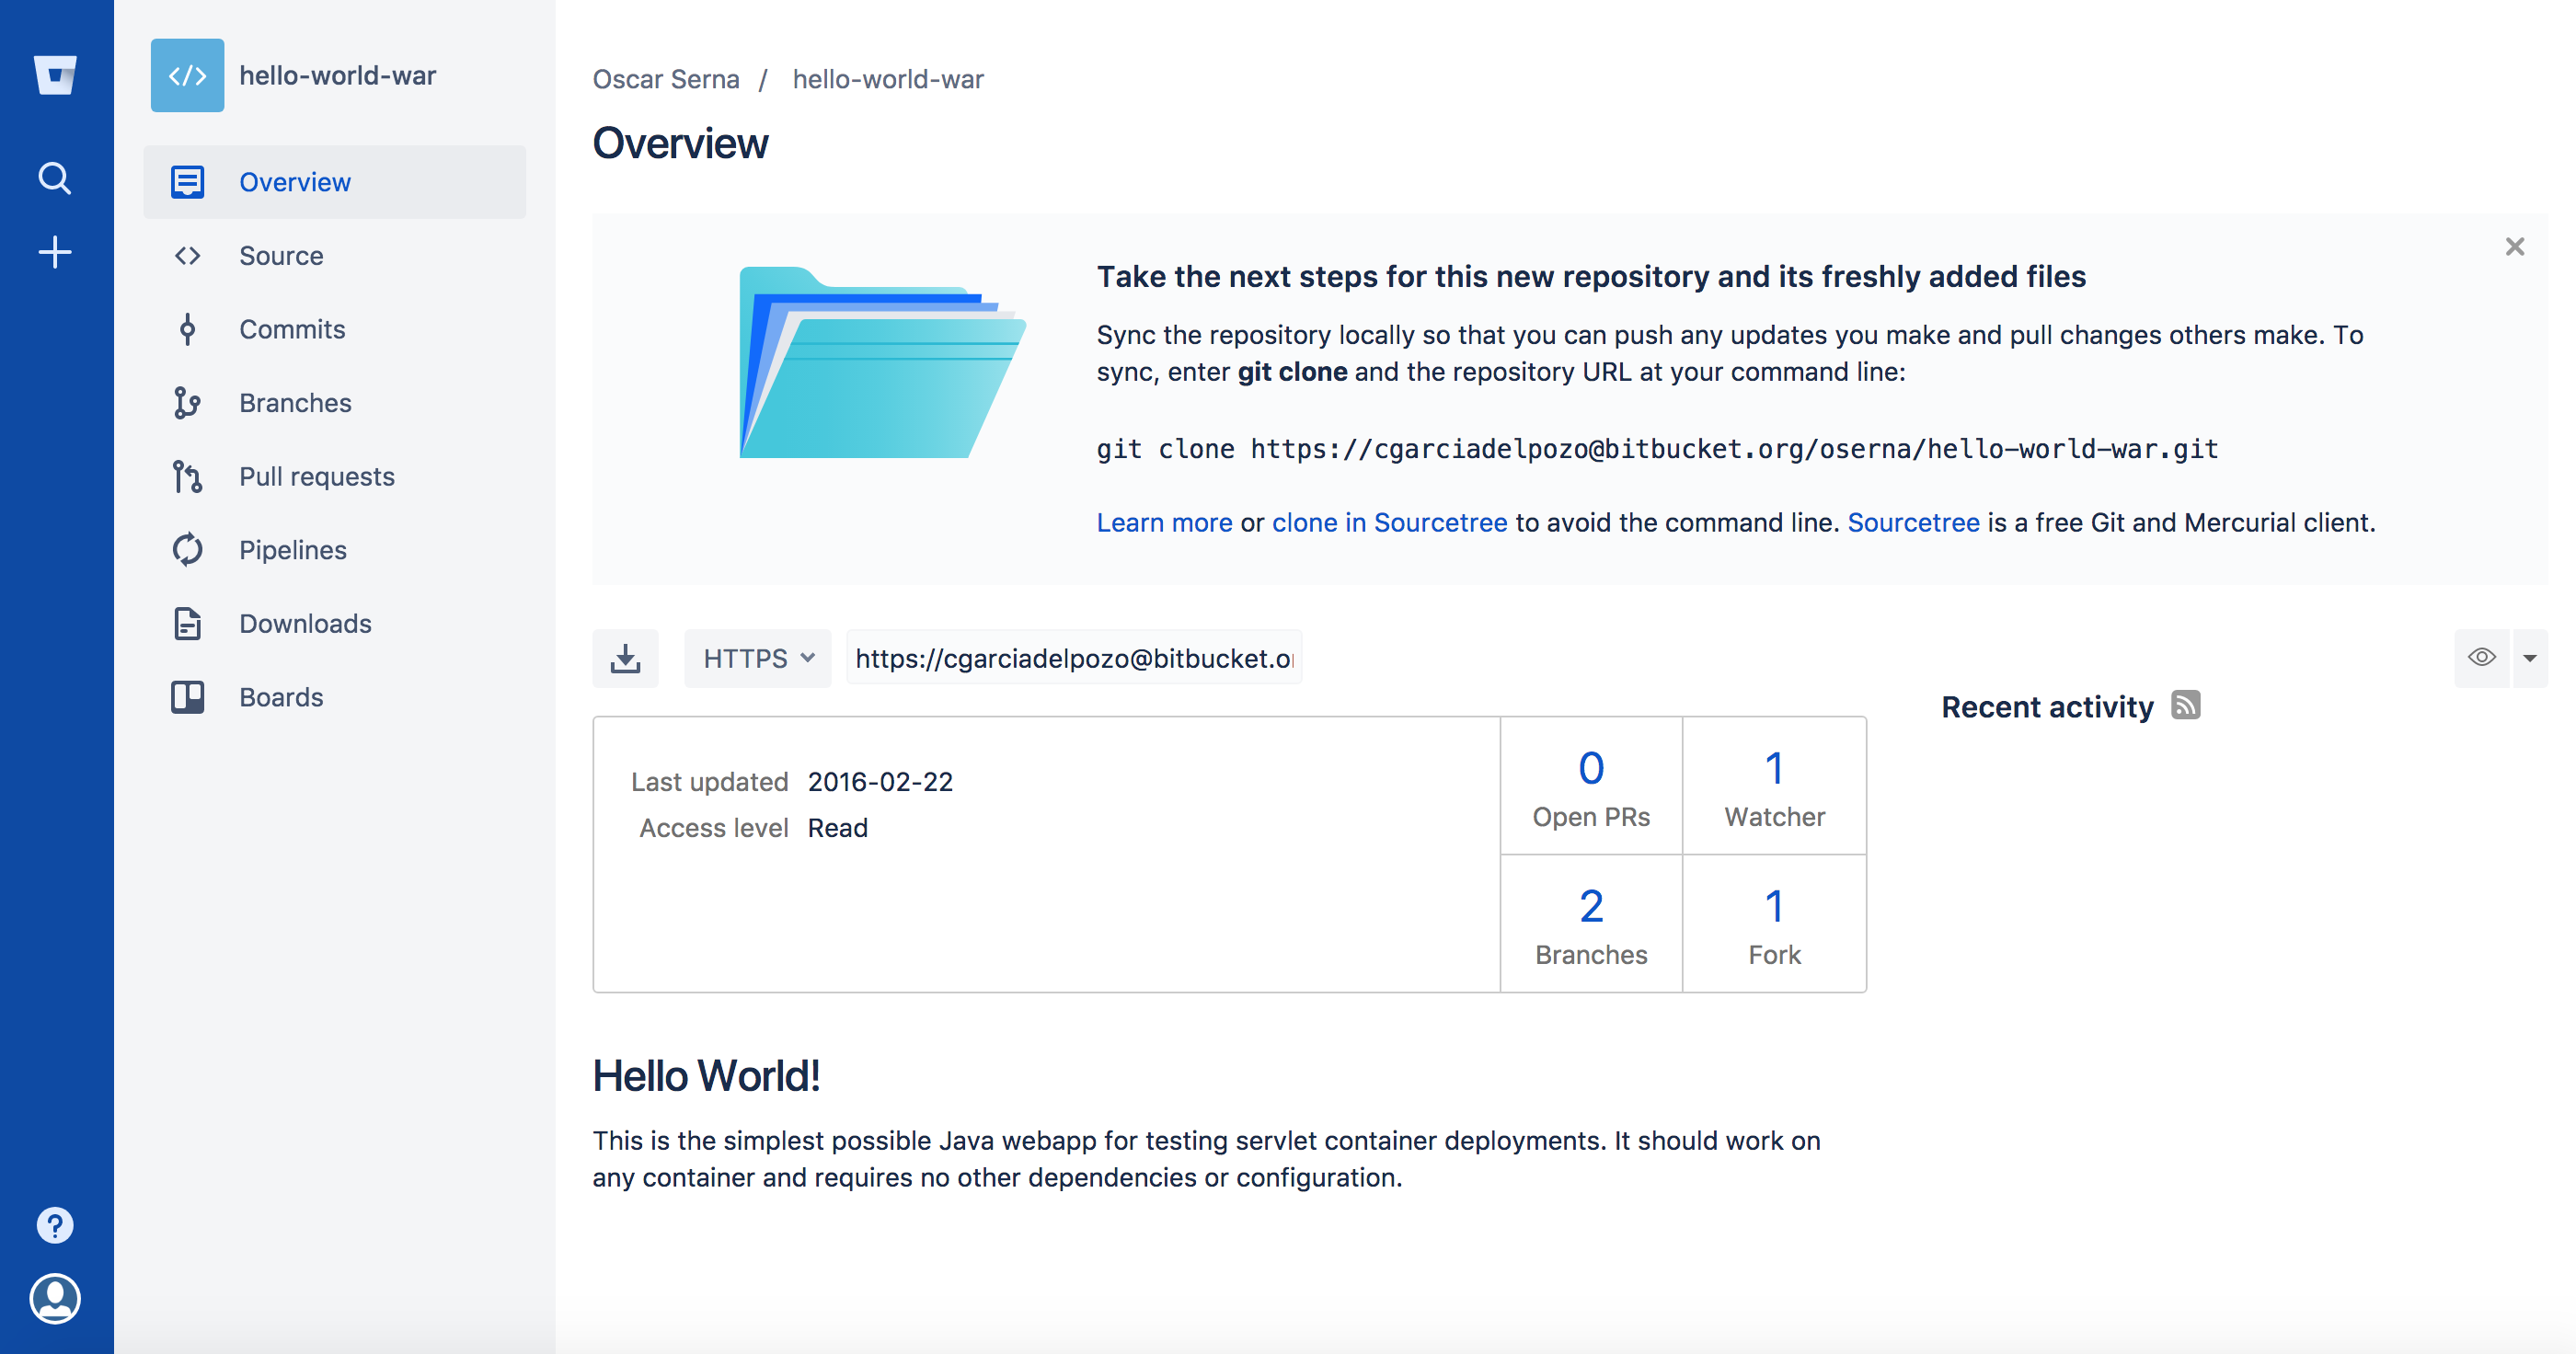 hello-world-war
Overview
Source
Commits
Branches
Pull requests
Pipelines
Downloads
Boards
Oscar Serna / hello-world-war
Overview
Take the next steps for this new repository and its freshly added files
Sync the repository locally so that you can push any updates you make and pull changes others make. To
sync, enter git clone and the repository URL at your command line:
git clone https://cgarciadelpozo@bitbucket.org/oserna/hello-world-war.git
Learn more or clone in Sourcetree to avoid the command line. Sourcetree is a free Git and Mercurial client.
HTTPS
https://cgarciadelpozo@bitbucket.or
Recent activity
Last updated 2016-02-22
Access level Read
0
Open PRs
1
Watcher
2
Branches
1
Fork
Hello World!
This is the simplest possible Java webapp for testing servlet container deployments. It should work on
any container and requires no other dependencies or configuration.